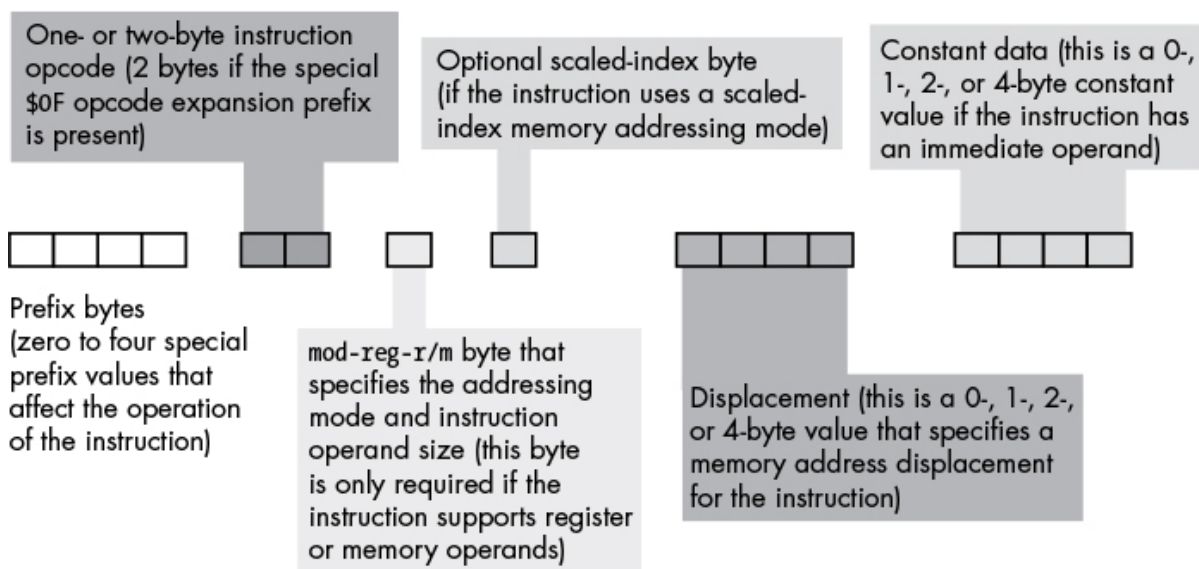 One- or two-byte instruction
opcode (2 bytes if the special
$0F opcode expansion prefix
is present)
Optional scaled-index byte
(if the instruction uses a scaled-
index memory addressing mode)
Constant data (this is a 0-,
1-, 2-, or 4-byte constant
value if the instruction has
an immediate operand)
Prefix bytes
(zero to four special
prefix values that
affect the operation
of the instruction)
mod-reg-r/m byte that
specifies the addressing
mode and instruction
operand size (this byte
is only required if the
instruction supports register
or memory operands)
Displacement (this is a 0-, 1-, 2-,
or 4-byte value that specifies a
memory address displacement
for the instruction)